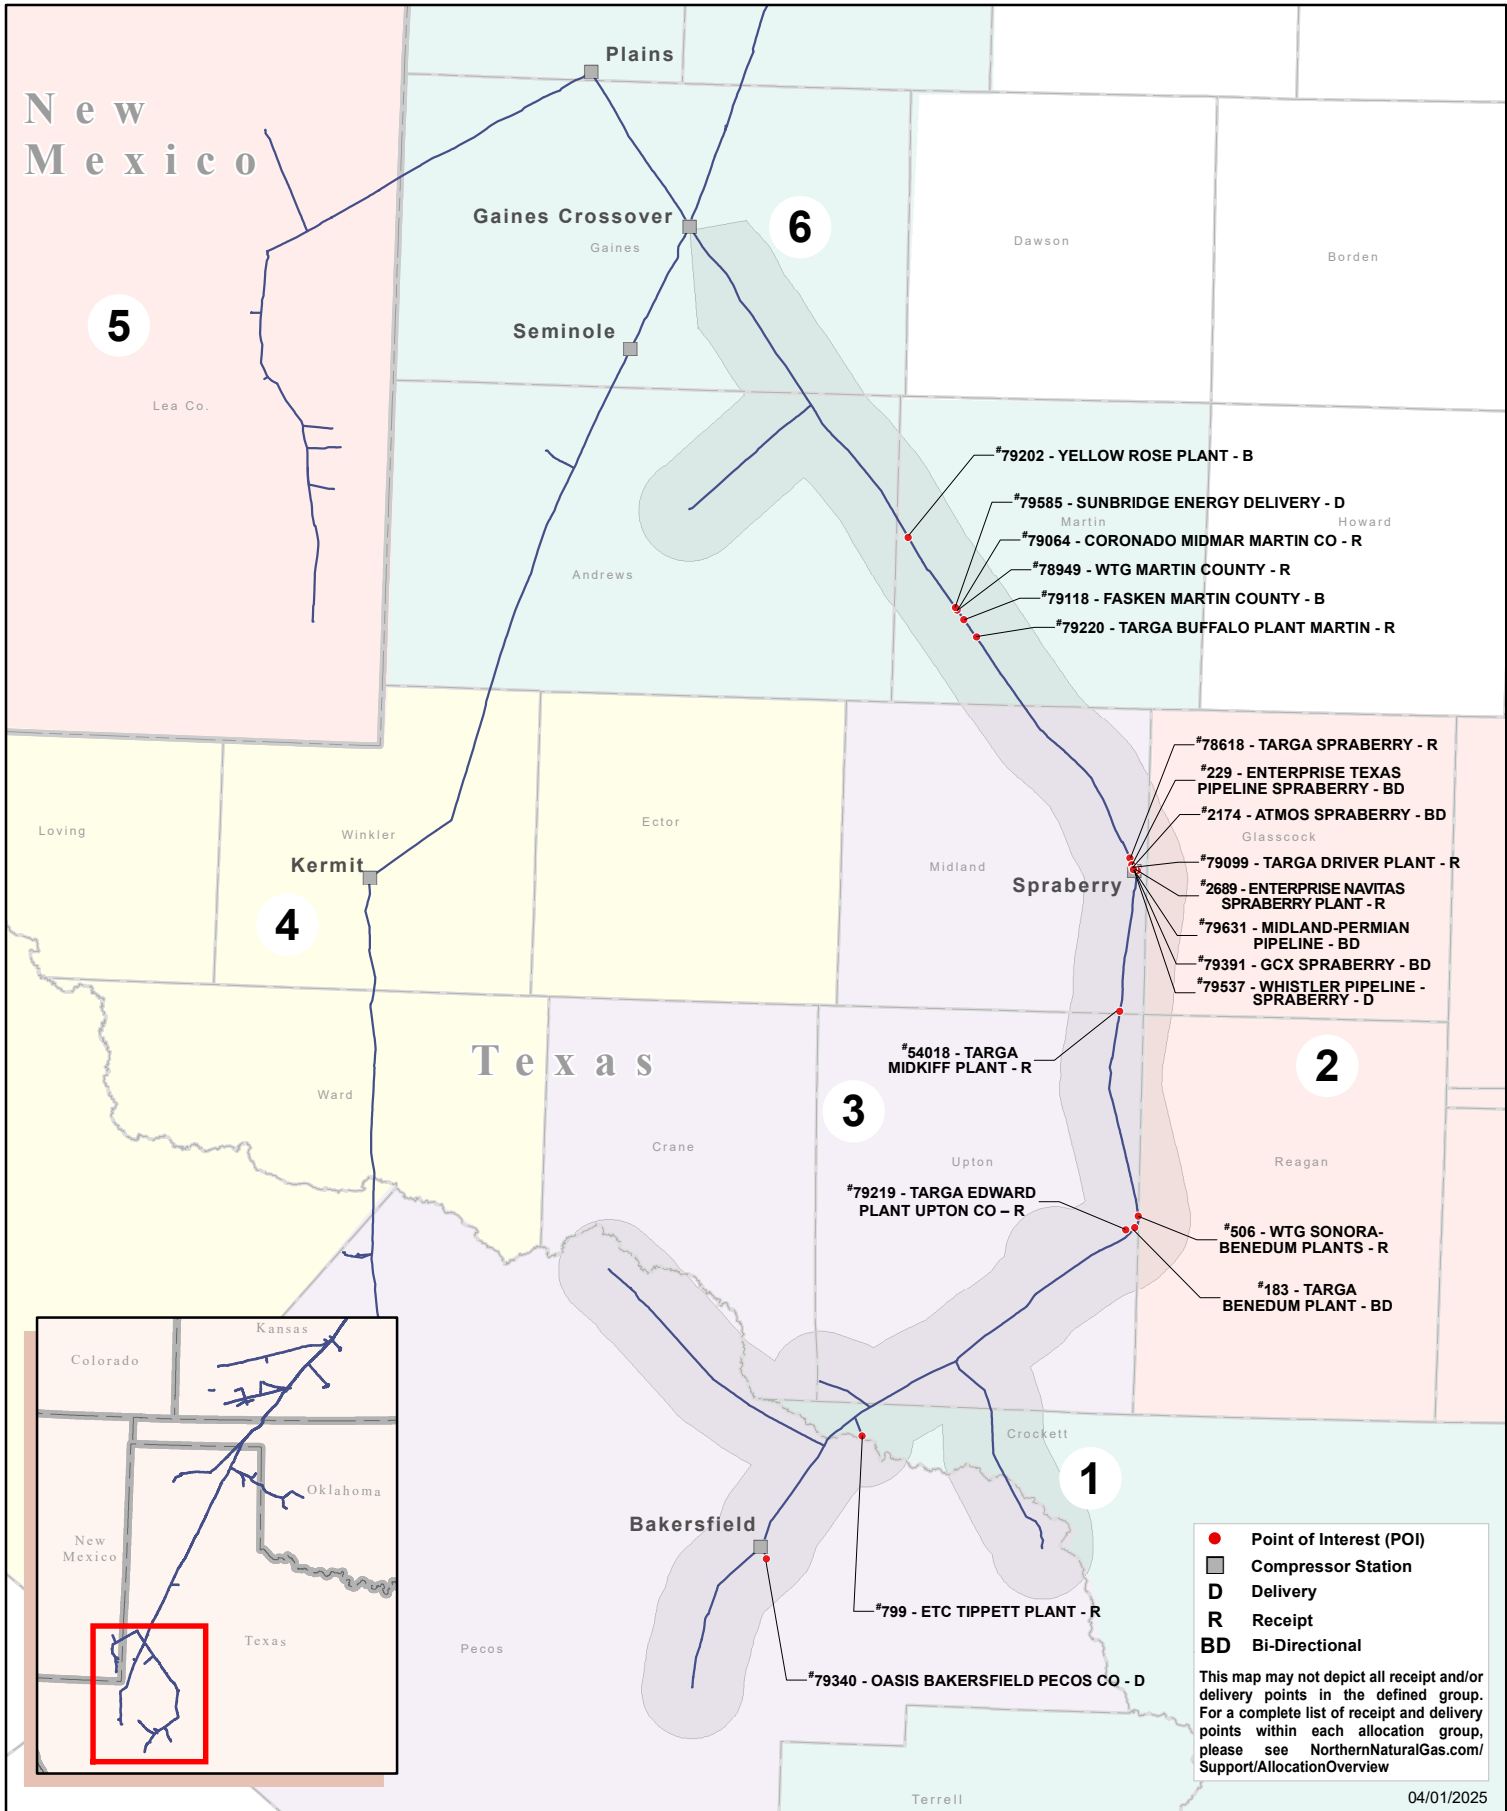 Plains
New
Mexico
Gaines Crossover
Gaines
6
Dawson
Borden
5
Seminole
Lea Co.
#79202 - YELLOW ROSE PLANT - B
#79585 - SUNBRIDGE ENERGY DELIVERY - D
Martin
Howard
#79064 - CORONADO MIDMAR MARTIN CO - R
#78949 - WTG MARTIN COUNTY - R
Andrews
#79118 - FASKEN MARTIN COUNTY - B
#79220 - TARGA BUFFALO PLANT MARTIN - R
#78618 - TARGA SPRABERRY - R
#229 - ENTERPRISE TEXAS
PIPELINE SPRABERRY - BD
#2174 - ATMOS SPRABERRY - BD
Loving
Winkler
Ector
Glasscock
Kermit
Midland
#79099 - TARGA DRIVER PLANT - R
Spraberry
#2689 - ENTERPRISE NAVITAS
SPRABERRY PLANT - R
4
#79631 - MIDLAND-PERMIAN
PIPELINE - BD
#79391 - GCX SPRABERRY - BD
#79537 - WHISTLER PIPELINE -
SPRABERRY - D
Texas
#54018 - TARGA
MIDKIFF PLANT - R
2
Ward
3
Crane
Upton
Reagan
#79219 - TARGA EDWARD
PLANT UPTON CO – R
#506 - WTG SONORA-
BENEDUM PLANTS - R
#183 - TARGA
BENEDUM PLANT - BD
Kansas
Colorado
Oklahoma
New
Mexico
Texas
Crockett
1
Bakersfield
#799 - ETC TIPPETT PLANT - R
Pecos
#79340 - OASIS BAKERSFIELD PECOS CO - D
Terrell
Point of Interest (POI)
Compressor Station
D Delivery
R Receipt
BD Bi-Directional
This map may not depict all receipt and/or
delivery points in the defined group.
For a complete list of receipt and delivery
points within each allocation group,
please see NorthernNaturalGas.com/
Support/AllocationOverview
04/01/2025